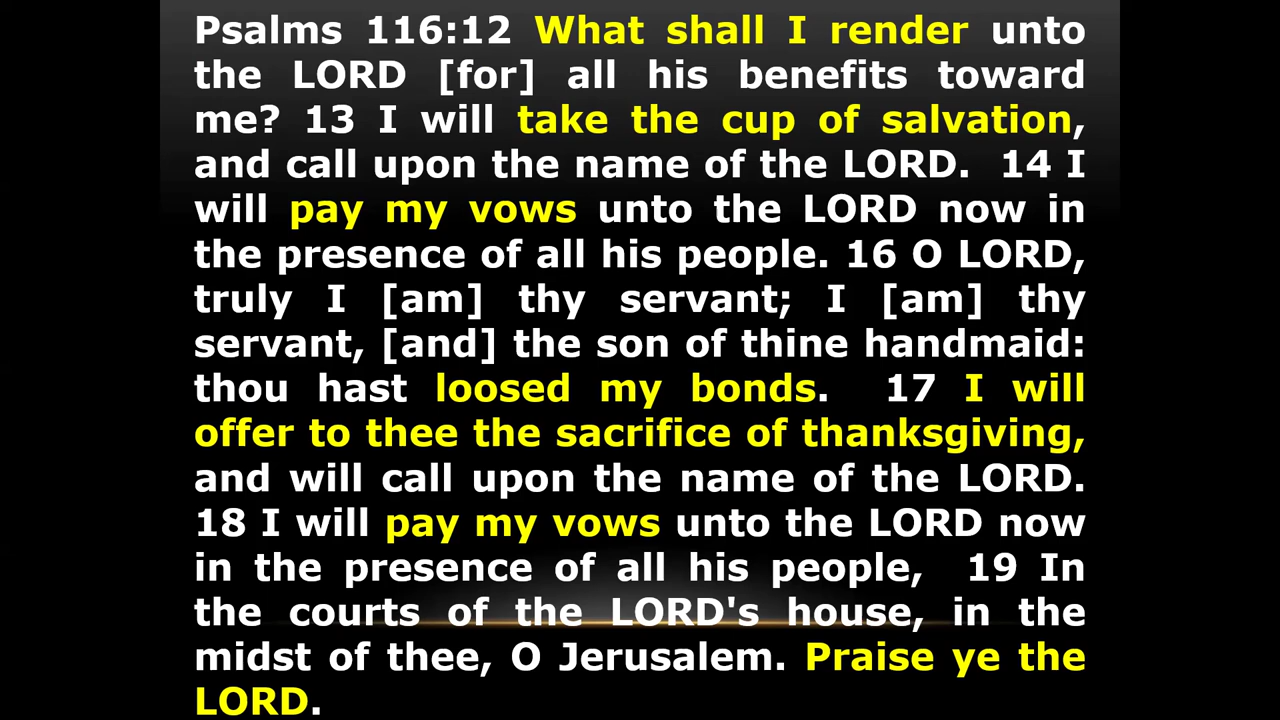 Psalms 116:12 What shall I render unto
the LORD [for] all his benefits toward
me? 13 I will take the cup of salvation,
and call upon the name of the LORD. 14 I
will pay my vows unto the LORD now in
the presence of all his people. 16 O LORD,
truly I [am] thy servant; I [am] thy
servant, [and] the son of thine handmaid:
thou hast loosed my bonds. 17 I will
offer to thee the sacrifice of thanksgiving,
and will call upon the name of the LORD.
18 I will pay my vows unto the LORD now
in the presence of all his people, 19 In
the courts of the LORD's house, in the
midst of thee, O Jerusalem. Praise ye the
LORD.